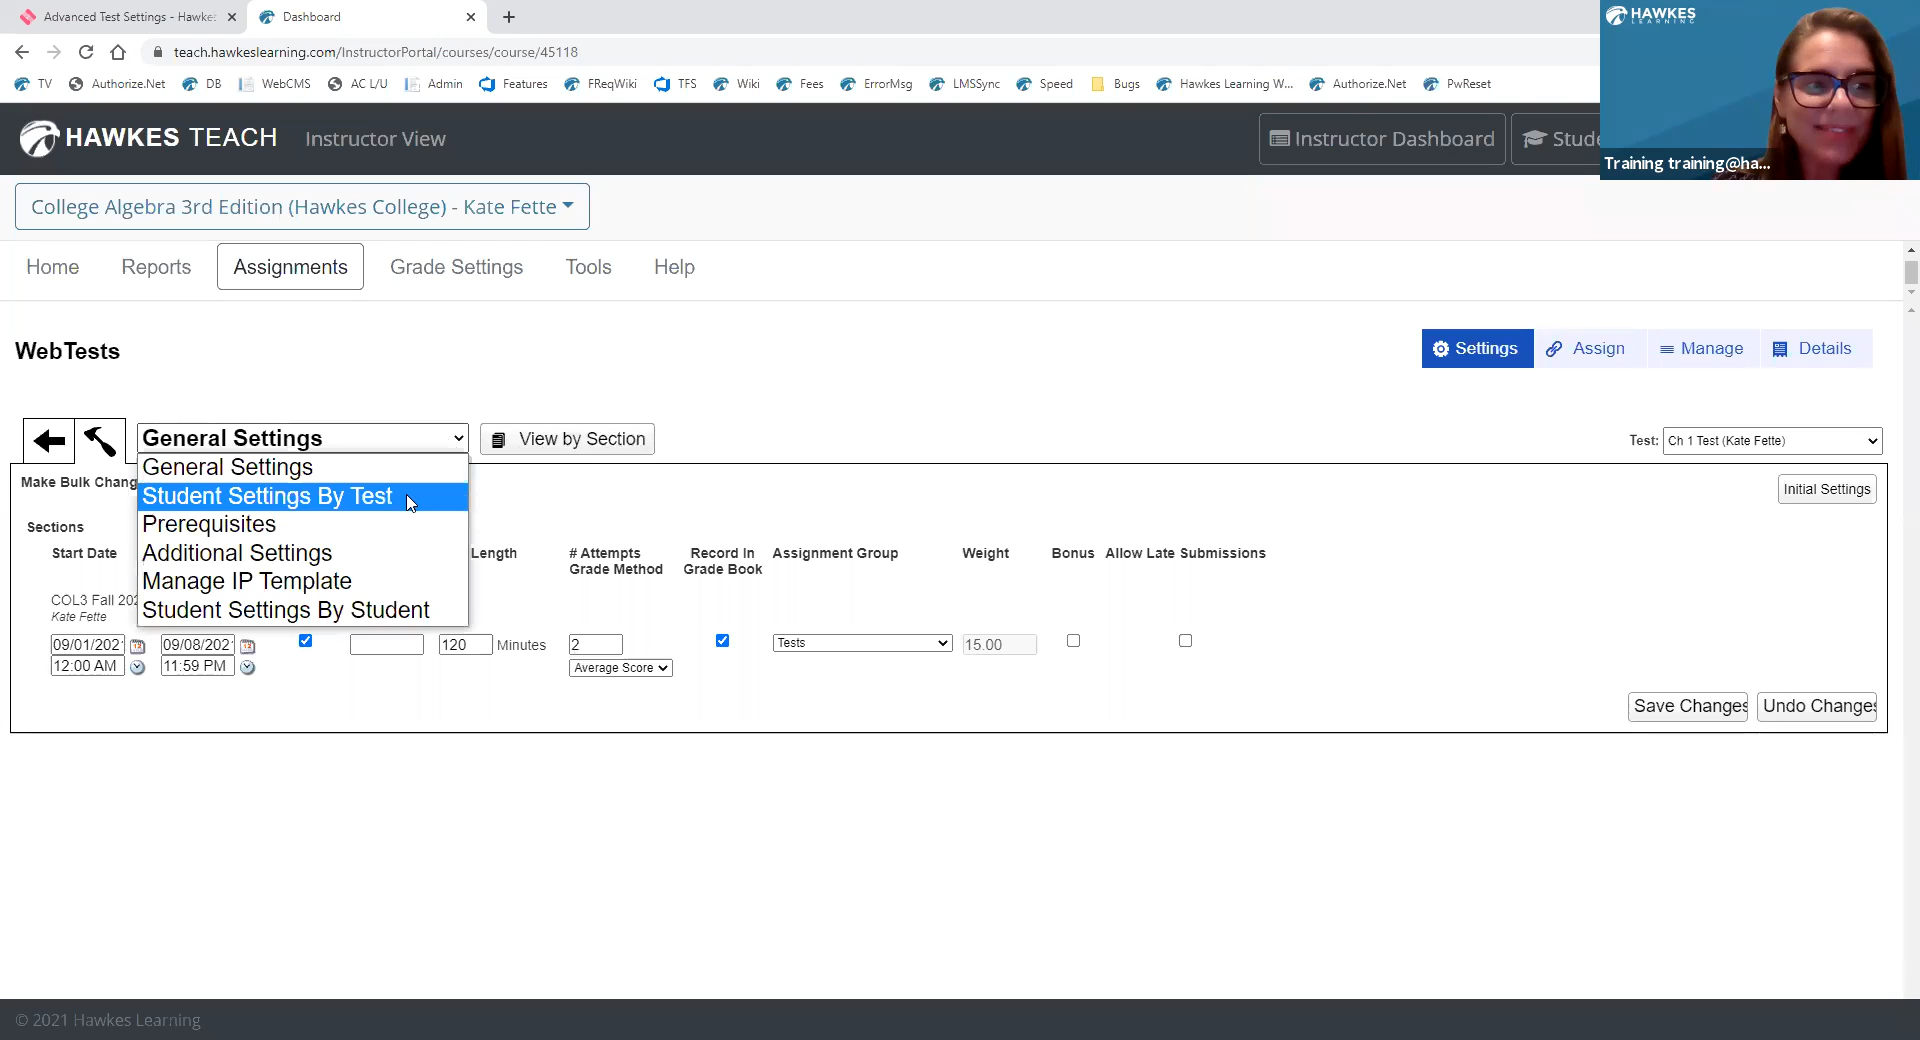 Advanced Test Settings - Hawkes
Dashboard
teach.hawkeslearning.com/InstructorPortal/courses/course/45118
TV Authorize.Net DB WebCMS AC L/U Admin Features FReqWiki TFS Wiki Fees ErrorMsg LMSSync Speed Bugs Hawkes Learning W... Authorize.Net PwReset
HAWKES
LEARNING
Training training@ha...
HAWKES TEACH Instructor View
Instructor Dashboard
Stude
College Algebra 3rd Edition (Hawkes College) - Kate Fette
Home Reports Assignments Grade Settings Tools Help
WebTests
Settings Assign Manage Details
General Settings
View by Section
Test: Ch 1 Test (Kate Fette)
General Settings
Student Settings By Test
Prerequisites
Additional Settings
Manage IP Template
Student Settings By Student
Make Bulk Chang
Initial Settings
Sections
Start Date Length # Attempts Record In Assignment Group Weight Bonus Allow Late Submissions
Grade Method Grade Book
COL3 Fall 202
Kate Fette
09/01/202 09/08/202 120 Minutes 2 Tests 15.00
12:00 AM 11:59 PM Average Score
Save Changes Undo Changes
© 2021 Hawkes Learning